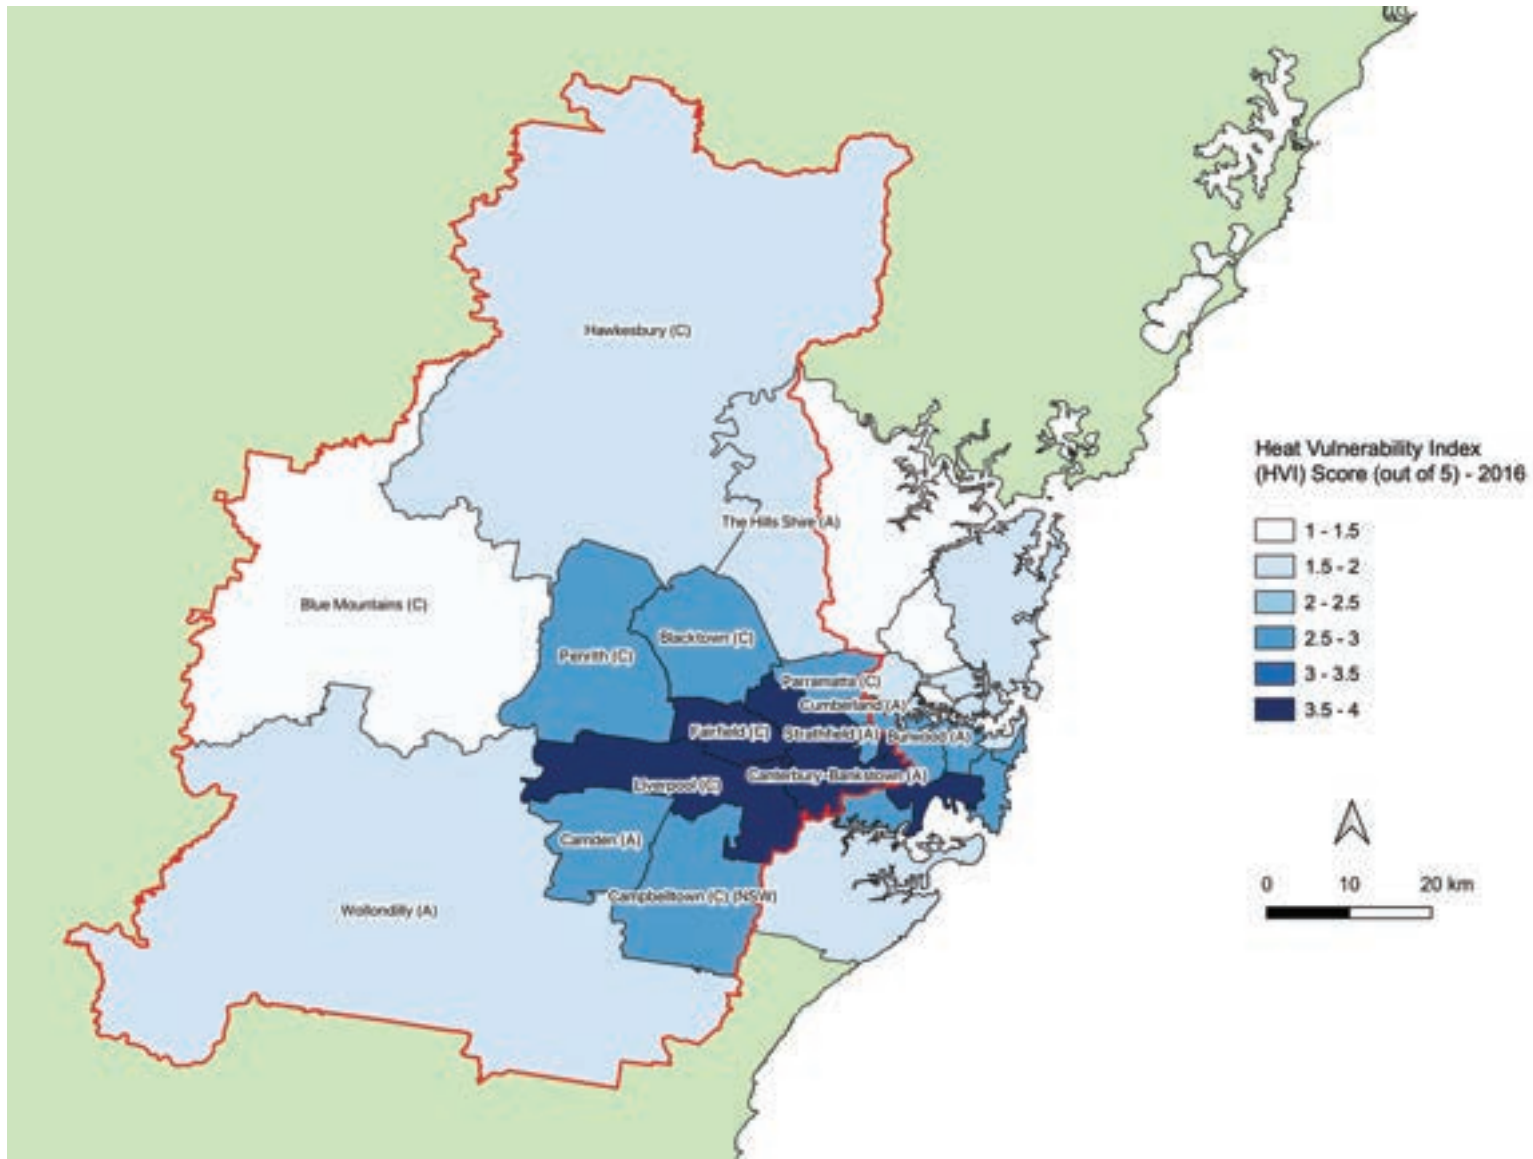 Hawkesbury (C)
The Hills Shire (A)
Blue Mountains (C)
Blacktown (C)
Penrith (C)
Parramatta (C)
Cumberland (A)
Fairfield (C)
Strathfield (A)
Burwood (A)
Canterbury-Bankstown (A)
Liverpool (C)
Camden (A)
Campbelltown (C) (NSW)
Wollondilly (A)
Heat Vulnerability Index
(HVI) Score (out of 5) - 2016
1 - 1.5
1.5 - 2
2 - 2.5
2.5 - 3
3 - 3.5
3.5 - 4
0 10 20 km